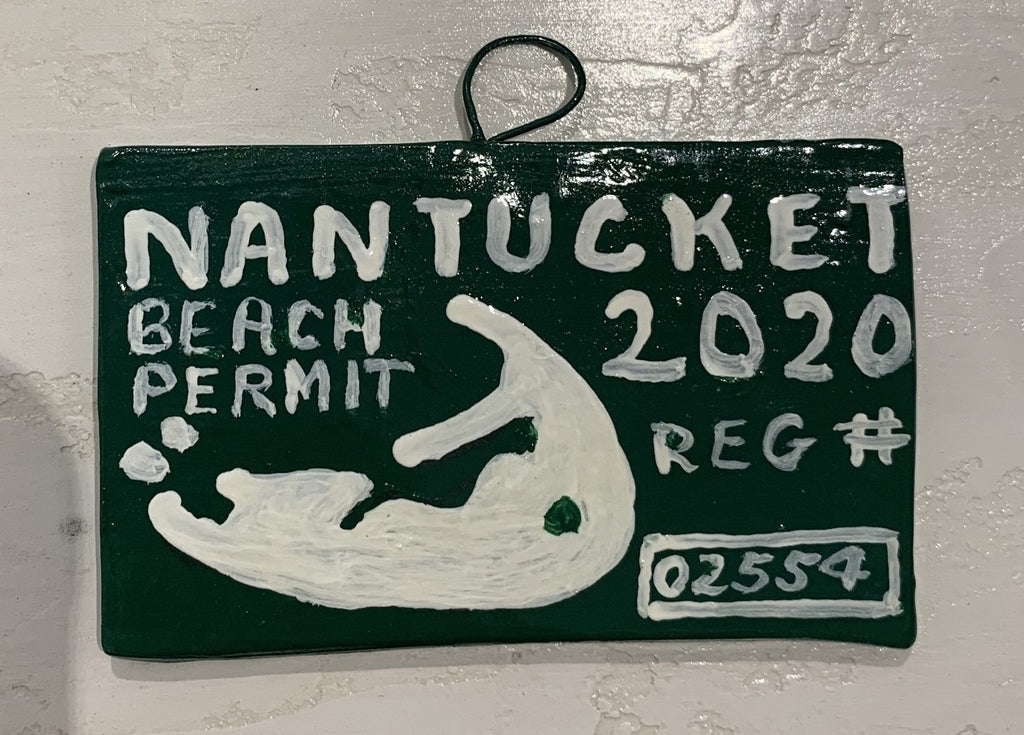 NANTUCKET
BEACH
PERMIT
2020
REG #
02554